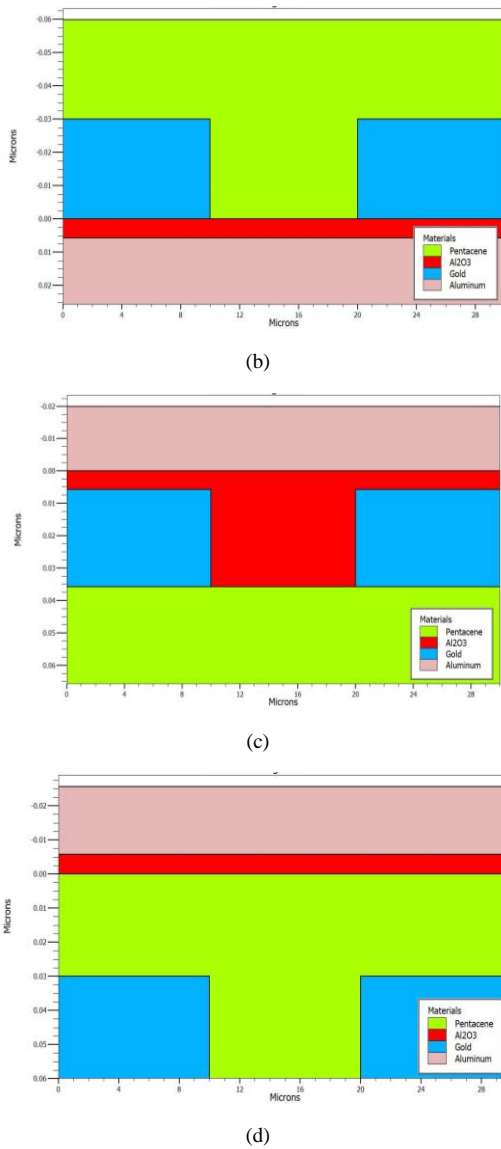 -0.06
-0.05
-0.04
-0.03
-0.02
-0.01
0.00
0.01
0.02
Microns
Materials
Pentacene
Al2O3
Gold
Aluminum
0 4 8 12 16 20 24 28
Microns
(b)
-0.02
-0.01
0.00
0.01
0.02
0.03
0.04
0.05
0.06
Microns
Materials
Pentacene
Al2O3
Gold
Aluminum
0 4 8 12 16 20 24 28
Microns
(c)
-0.02
-0.01
0.00
0.01
0.02
0.03
0.04
0.05
0.06
Microns
Materials
Pentacene
Al2O3
Gold
Aluminum
0 4 8 12 16 20 24 28
Microns
(d)